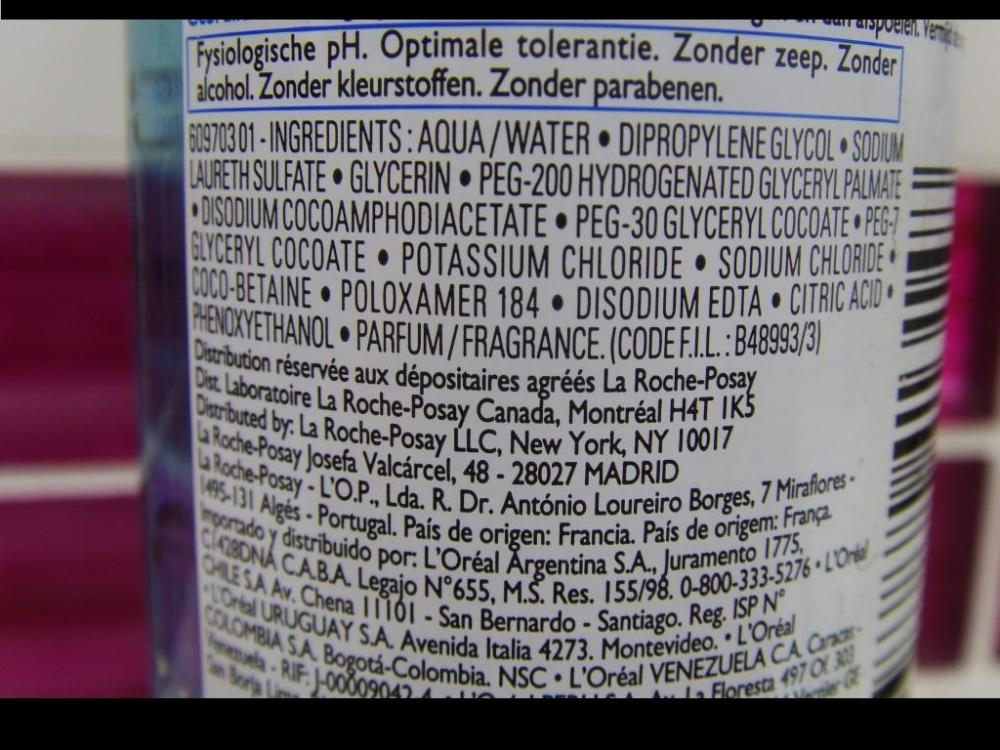 Fysiologische pH. Optimale tolerantie. Zonder zeep. Zonder
alcohol. Zonder kleurstoffen. Zonder parabenen.
609703 01 - INGREDIENTS : AQUA / WATER • DIPROPYLENE GLYCOL • SODIUM
LAURETH SULFATE • GLYCERIN • PEG-200 HYDROGENATED GLYCERYL PALMATE
• DISODIUM COCOAMPHODIACETATE • PEG-30 GLYCERYL COCOATE • PEG-7
GLYCERYL COCOATE • POTASSIUM CHLORIDE • SODIUM CHLORIDE •
COCO-BETAINE • POLOXAMER 184 • DISODIUM EDTA • CITRIC ACID •
PHENOXYETHANOL • PARFUM / FRAGRANCE. (CODE F.I.L. : B48993/3)
Distribution réservée aux dépositaires agréés La Roche-Posay
Dist. Laboratoire La Roche-Posay Canada, Montréal H4T 1K5
Distributed by: La Roche-Posay LLC, New York, NY 10017
La Roche-Posay Josefa Valcárcel, 48 - 28027 MADRID
La Roche-Posay - L'O.P., Lda. R. Dr. António Loureiro Borges, 7 Miraflores -
1495-131 Algés - Portugal. País de origen: Francia. País de origem: França.
Importado y distribuido por: L'Oréal Argentina S.A., Juramento 1775,
C1428DNA C.A.B.A. Legajo N°655, M.S. Res. 155/98. 0-800-333-5276 • L'Oréal
CHILE S.A Av. Chena 11101 - San Bernardo - Santiago. Reg. ISP N°
• L'Oréal URUGUAY S.A. Avenida Italia 4273. Montevideo. • L'Oréal
COLOMBIA S.A. Bogotá-Colombia. NSC • L'Oréal VENEZUELA C.A. Caracas -
Venezuela - RIF: J-00009042 Floresta 497 Of. 303
San Borja